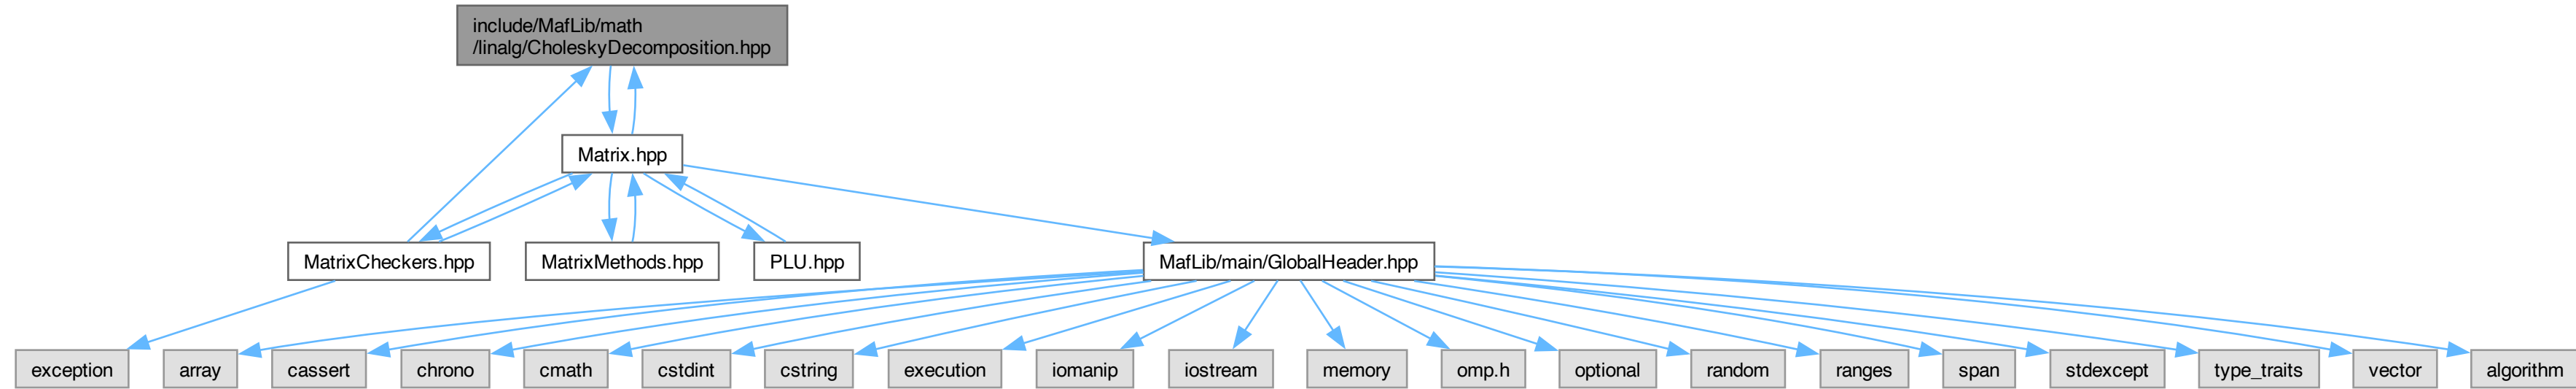 include/MafLib/math
/linalg/CholeskyDecomposition.hpp
Matrix.hpp
MatrixCheckers.hpp
MatrixMethods.hpp
PLU.hpp
MafLib/main/GlobalHeader.hpp
exception
array
cassert
chrono
cmath
cstdint
cstring
execution
iomanip
iostream
memory
omp.h
optional
random
ranges
span
stdexcept
type_traits
vector
algorithm